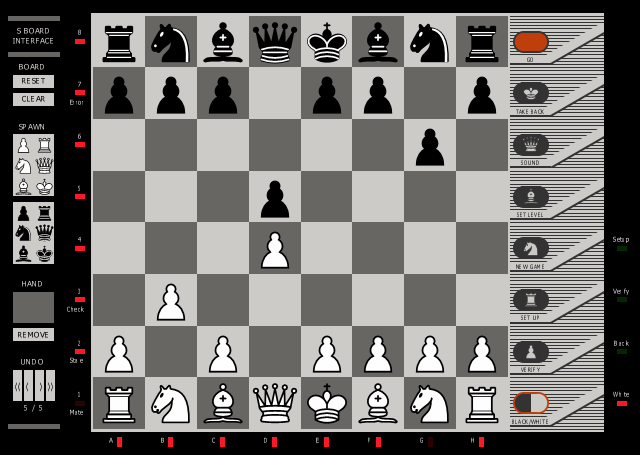 S BOARD
INTERFACE
BOARD
RESET
CLEAR
SPAWN
HAND
REMOVE
UNDO
5 / 5
8
7
Error
6
5
4
3
Check
2
Stale
1
Mate
A B C D E F G H
GO
TAKE BACK
SOUND
SET LEVEL
NEW GAME
SET UP
VERIFY
BLACK/WHITE
Setup
Verify
Back
White